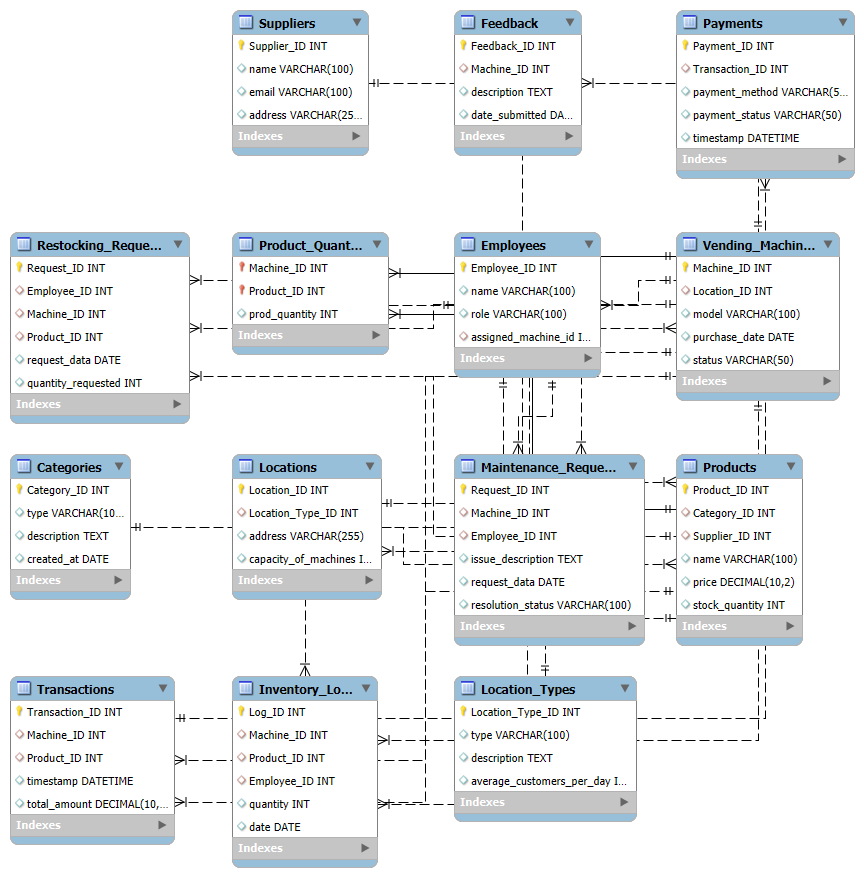 Suppliers
Supplier_ID INT
name VARCHAR(100)
email VARCHAR(100)
address VARCHAR(25...
Indexes
Feedback
Feedback_ID INT
Machine_ID INT
description TEXT
date_submitted DA...
Indexes
Payments
Payment_ID INT
Transaction_ID INT
payment_method VARCHAR(5...
payment_status VARCHAR(50)
timestamp DATETIME
Indexes
Restocking_Reque...
Request_ID INT
Employee_ID INT
Machine_ID INT
Product_ID INT
request_data DATE
quantity_requested INT
Indexes
Product_Quant...
Machine_ID INT
Product_ID INT
prod_quantity INT
Indexes
Employees
Employee_ID INT
name VARCHAR(100)
role VARCHAR(100)
assigned_machine_id I...
Indexes
Vending_Machin...
Machine_ID INT
Location_ID INT
model VARCHAR(100)
purchase_date DATE
status VARCHAR(50)
Indexes
Categories
Category_ID INT
type VARCHAR(10...
description TEXT
created_at DATE
Indexes
Locations
Location_ID INT
Location_Type_ID INT
address VARCHAR(255)
capacity_of_machines I...
Indexes
Maintenance_Reque...
Request_ID INT
Machine_ID INT
Employee_ID INT
issue_description TEXT
request_data DATE
resolution_status VARCHAR(100)
Indexes
Products
Product_ID INT
Category_ID INT
Supplier_ID INT
name VARCHAR(100)
price DECIMAL(10,2)
stock_quantity INT
Indexes
Transactions
Transaction_ID INT
Machine_ID INT
Product_ID INT
timestamp DATETIME
total_amount DECIMAL(10,...
Indexes
Inventory_Lo...
Log_ID INT
Machine_ID INT
Product_ID INT
Employee_ID INT
quantity INT
date DATE
Indexes
Location_Types
Location_Type_ID INT
type VARCHAR(100)
description TEXT
average_customers_per_day I...
Indexes